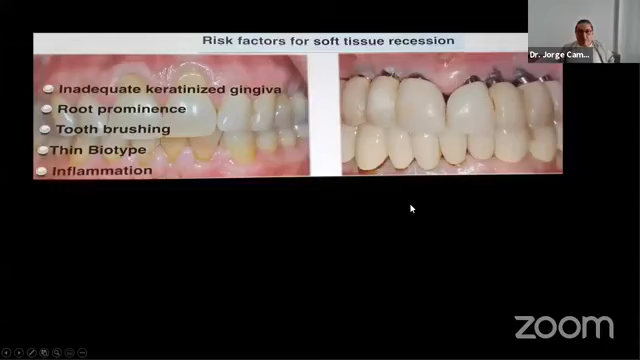 Risk factors for soft tissue recession
Inadequate keratinized gingiva
Root prominence
Tooth brushing
Thin Biotype
Inflammation
Dr. Jorge Cam...
zoom